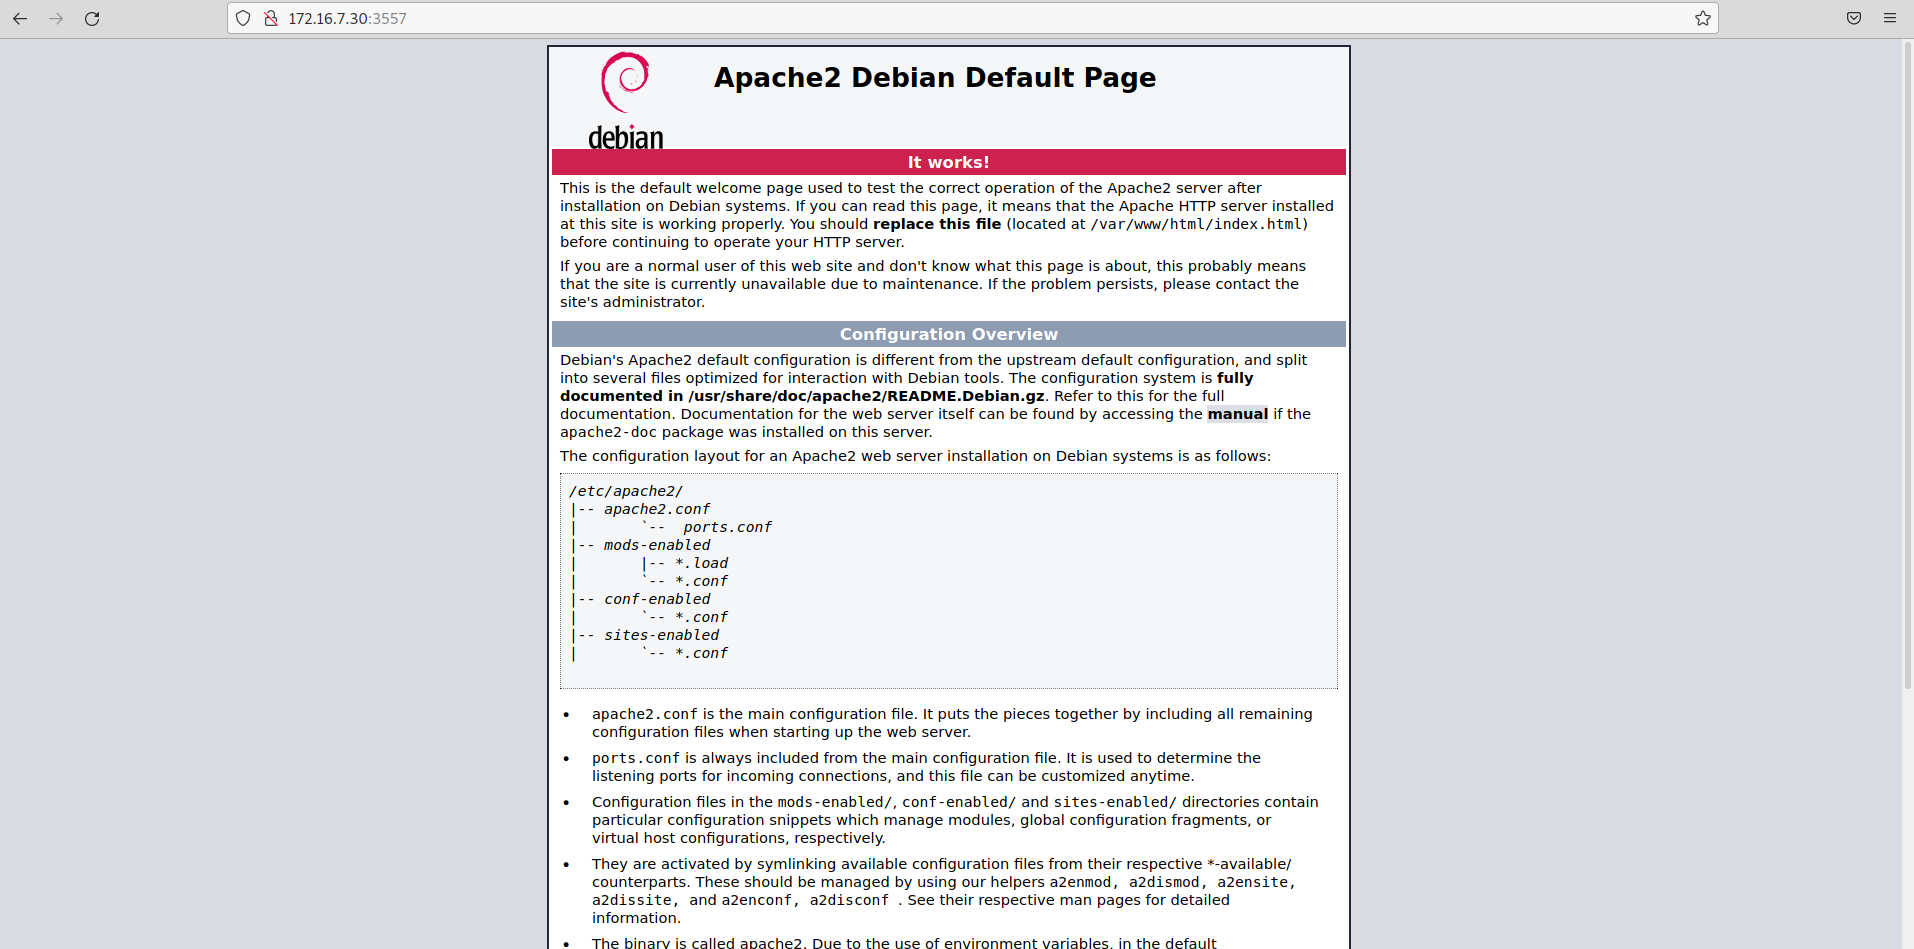 172.16.7.30:3557
debian
Apache2 Debian Default Page
It works!
This is the default welcome page used to test the correct operation of the Apache2 server after
installation on Debian systems. If you can read this page, it means that the Apache HTTP server installed
at this site is working properly. You should replace this file (located at /var/www/html/index.html)
before continuing to operate your HTTP server.
If you are a normal user of this web site and don't know what this page is about, this probably means
that the site is currently unavailable due to maintenance. If the problem persists, please contact the
site's administrator.
Configuration Overview
Debian's Apache2 default configuration is different from the upstream default configuration, and split
into several files optimized for interaction with Debian tools. The configuration system is fully
documented in /usr/share/doc/apache2/README.Debian.gz. Refer to this for the full
documentation. Documentation for the web server itself can be found by accessing the manual if the
apache2-doc package was installed on this server.
The configuration layout for an Apache2 web server installation on Debian systems is as follows:
/etc/apache2/
|-- apache2.conf
|       `--  ports.conf
|-- mods-enabled
|       |-- *.load
|       `-- *.conf
|-- conf-enabled
|       `-- *.conf
|-- sites-enabled
|       `-- *.conf
• apache2.conf is the main configuration file. It puts the pieces together by including all remaining
configuration files when starting up the web server.
• ports.conf is always included from the main configuration file. It is used to determine the
listening ports for incoming connections, and this file can be customized anytime.
• Configuration files in the mods-enabled/, conf-enabled/ and sites-enabled/ directories contain
particular configuration snippets which manage modules, global configuration fragments, or
virtual host configurations, respectively.
• They are activated by symlinking available configuration files from their respective *-available/
counterparts. These should be managed by using our helpers a2enmod, a2dismod, a2ensite,
a2dissite, and a2enconf, a2disconf . See their respective man pages for detailed
information.
• The binary is called apache2. Due to the use of environment variables, in the default